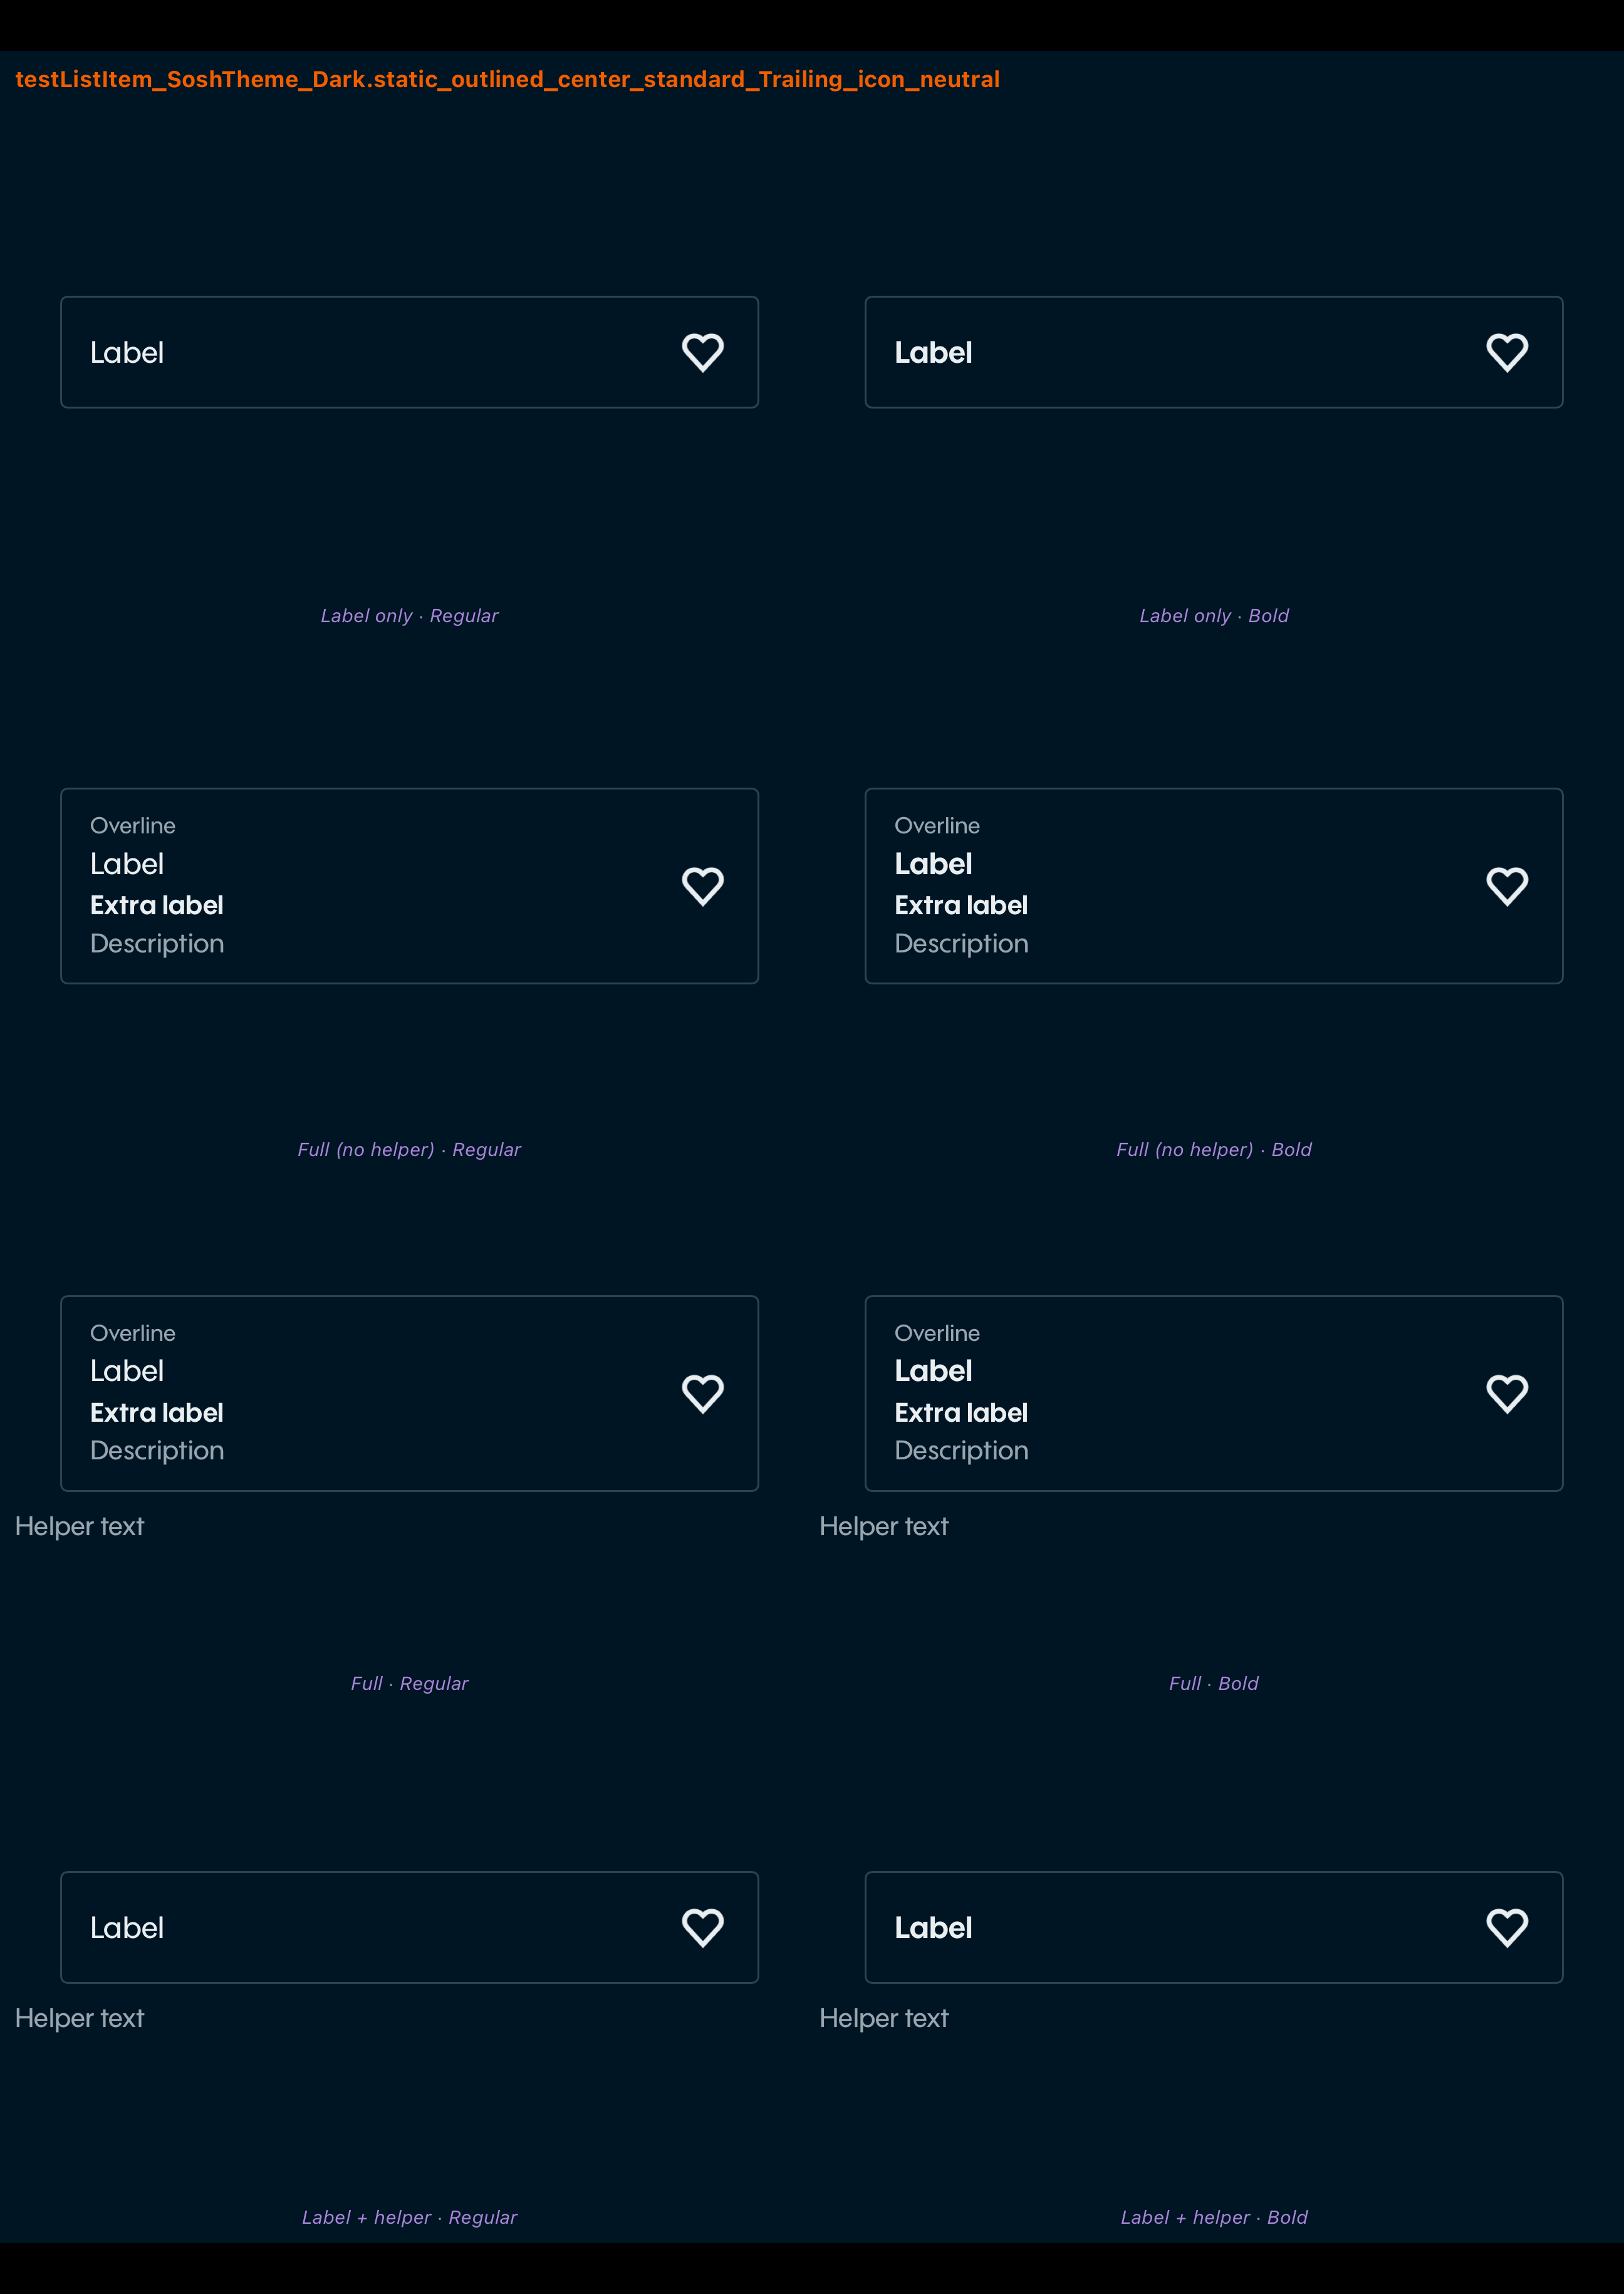 testListItem_SoshTheme_Dark.static_outlined_center_standard_Trailing_icon_neutral
Label
Label
Label only · Regular
Label only · Bold
Overline
Label
Extra label
Description
Overline
Label
Extra label
Description
Full (no helper) · Regular
Full (no helper) · Bold
Overline
Label
Extra label
Description
Helper text
Overline
Label
Extra label
Description
Helper text
Full · Regular
Full · Bold
Label
Helper text
Label
Helper text
Label + helper · Regular
Label + helper · Bold